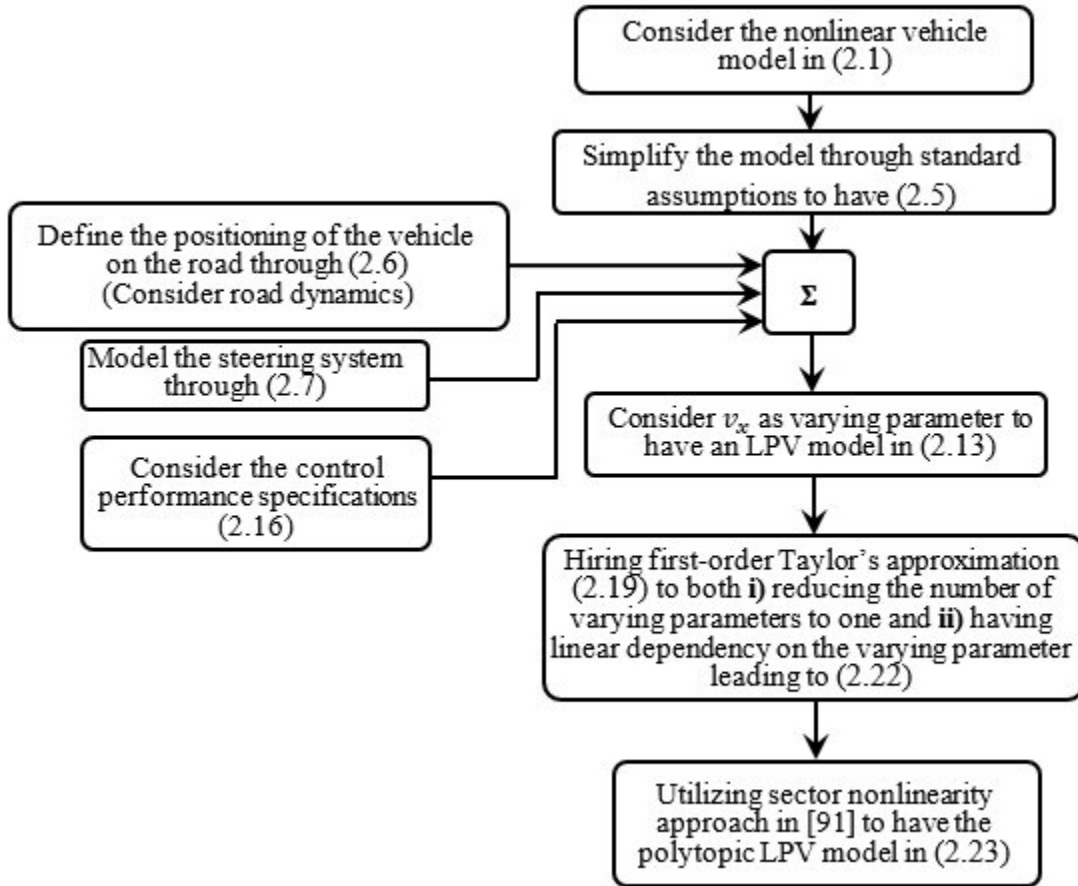 Consider the nonlinear vehicle
model in (2.1)
Simplify the model through standard
assumptions to have (2.5)
Define the positioning of the vehicle
on the road through (2.6)
(Consider road dynamics)
Σ
Model the steering system
through (2.7)
Consider the control
performance specifications
(2.16)
Consider vₓ as varying parameter to
have an LPV model in (2.13)
Hiring first-order Taylor’s approximation
(2.19) to both i) reducing the number of
varying parameters to one and ii) having
linear dependency on the varying parameter
leading to (2.22)
Utilizing sector nonlinearity
approach in [91] to have the
polytopic LPV model in (2.23)